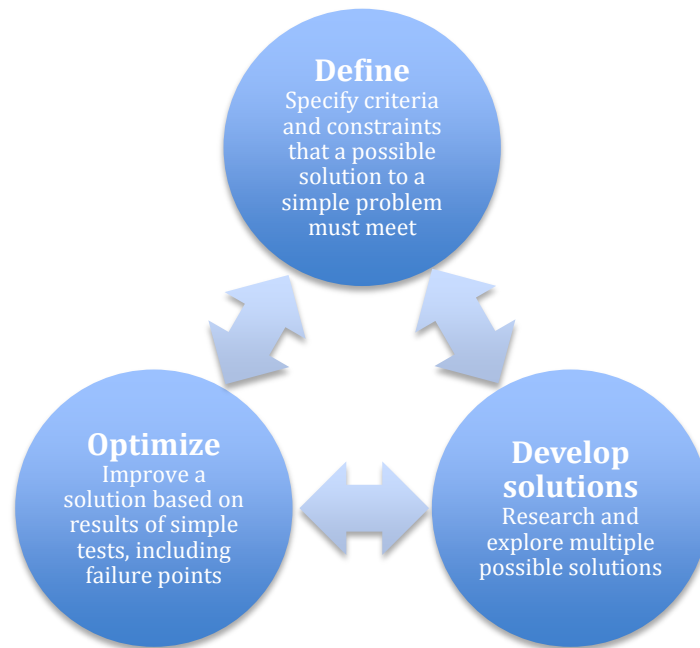 Define
Specify criteria
and constraints
that a possible
solution to a
simple problem
must meet
Optimize
Improve a
solution based on
results of simple
tests, including
failure points
Develop
solutions
Research and
explore multiple
possible solutions